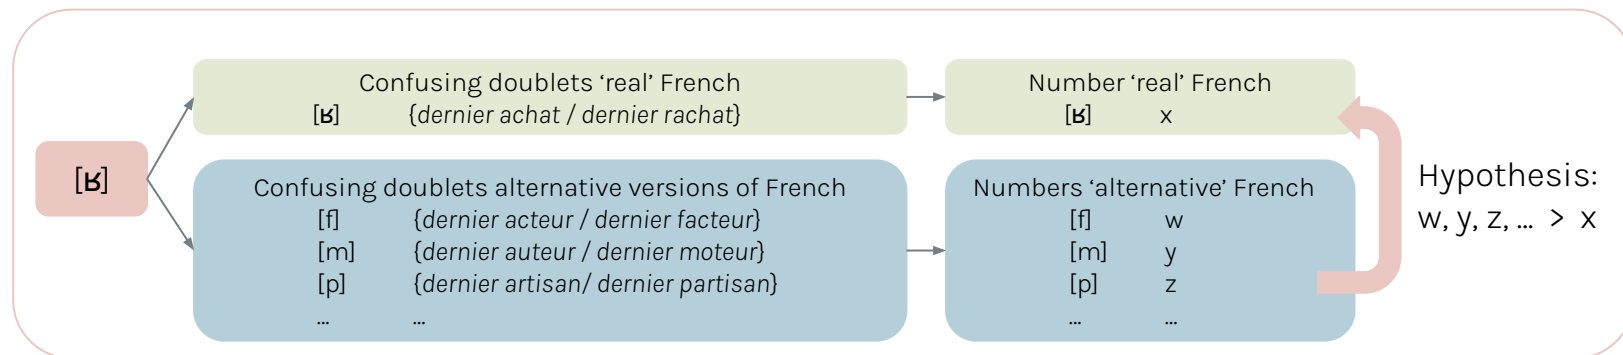 Confusing doublets ‘real’ French
[ʁ] {dernier achat / dernier rachat}
Number ‘real’ French
[ʁ] x
[ʁ]
Confusing doublets alternative versions of French
[f] {dernier acteur / dernier facteur}
[m] {dernier auteur / dernier moteur}
[p] {dernier artisan/ dernier partisan}
... ...
Numbers ‘alternative’ French
[f] w
[m] y
[p] z
... ...
Hypothesis:
w, y, z, ... > x